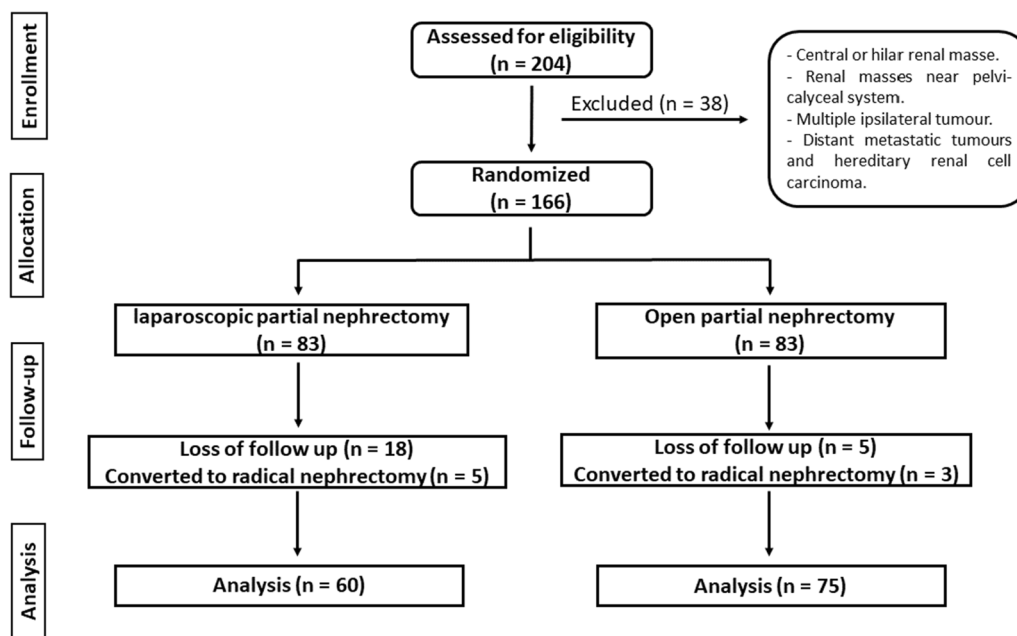 Enrollment
Assessed for eligibility
(n = 204)
Excluded (n = 38)
- Central or hilar renal masse.
- Renal masses near pelvi-
calyceal system.
- Multiple ipsilateral tumour.
- Distant metastatic tumours
and hereditary renal cell
carcinoma.
Allocation
Randomized
(n = 166)
laparoscopic partial nephrectomy
(n = 83)
Open partial nephrectomy
(n = 83)
Follow-up
Loss of follow up (n = 18)
Converted to radical nephrectomy (n = 5)
Loss of follow up (n = 5)
Converted to radical nephrectomy (n = 3)
Analysis
Analysis (n = 60)
Analysis (n = 75)